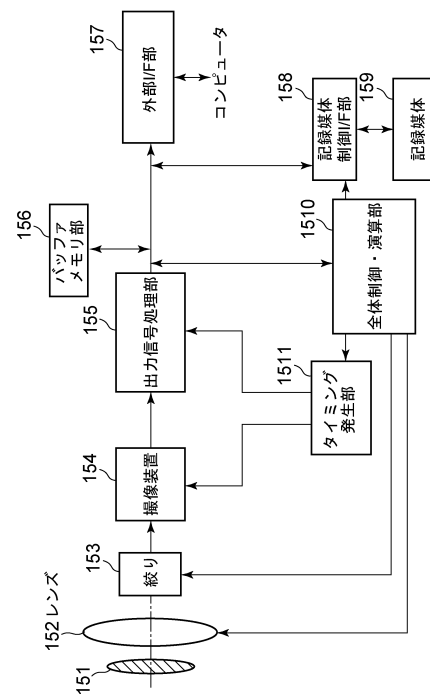 151
152 レンズ
153
絞り
154
撮像装置
155
出力信号処理部
156
バッファ
メモリ部
157
外部I/F部
コンピュータ
158
記録媒体
制御I/F部
159
記録媒体
1510
全体制御・演算部
1511
タイミング
発生部